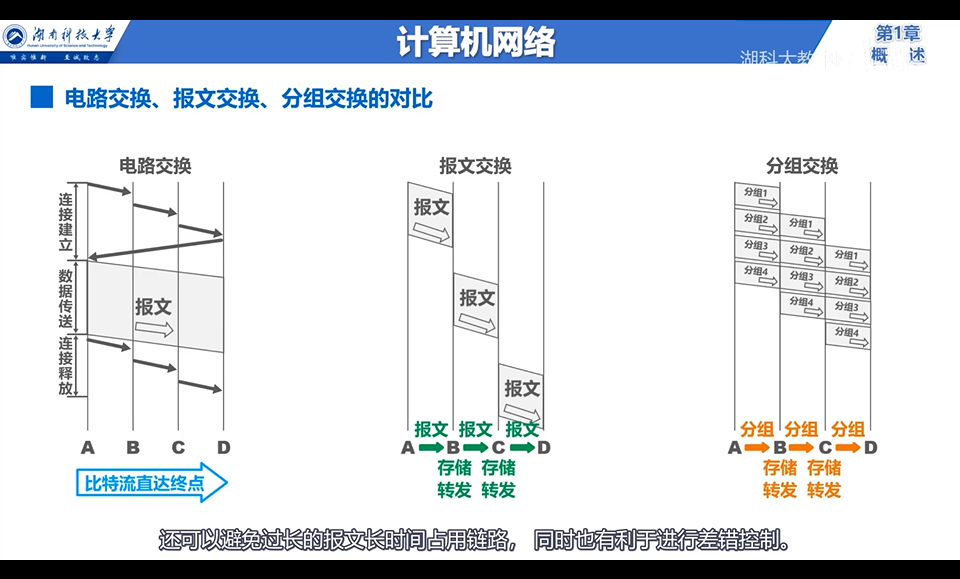 湖南科技大学
Hunan University of Science and Technology
唯实惟新 至诚致志
计算机网络
第1章
概 述
湖科大教
电路交换、报文交换、分组交换的对比
电路交换
连接建立
数据传送
连接释放
报文
A B C D
比特流直达终点
报文交换
报文
报文
报文
报文 报文 报文
A B C D
存储 存储
转发 转发
分组交换
分组1
分组2 分组1
分组3 分组2 分组1
分组4 分组3 分组2
分组4 分组3
分组4
分组 分组 分组
A B C D
存储 存储
转发 转发
还可以避免过长的报文长时间占用链路， 同时也有利于进行差错控制。